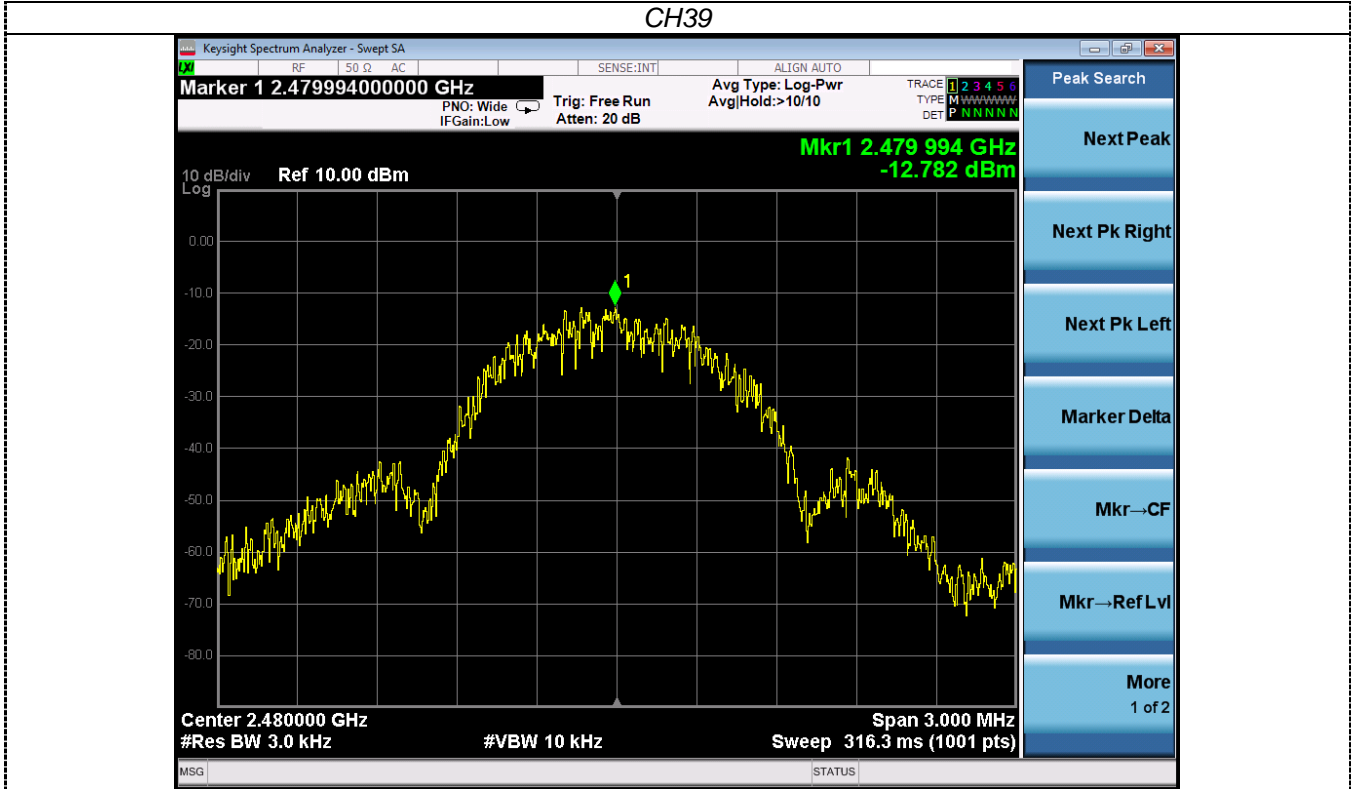 CH39
Keysight Spectrum Analyzer - Swept SA
LXI RF 50 Ω AC SENSE:INT ALIGN AUTO
Marker 1 2.479994000000 GHz
PNO: Wide
IFGain:Low
Trig: Free Run
Atten: 20 dB
Avg Type: Log-Pwr
Avg|Hold:>10/10
TRACE 1 2 3 4 5 6
TYPE M WWWWW
DET P N N N N N
Mkr1 2.479 994 GHz
-12.782 dBm
10 dB/div Ref 10.00 dBm
Log
0.00
1
-10.0
-20.0
-30.0
-40.0
-50.0
-60.0
-70.0
-80.0
Center 2.480000 GHz Span 3.000 MHz
#Res BW 3.0 kHz #VBW 10 kHz Sweep 316.3 ms (1001 pts)
MSG STATUS
Peak Search
Next Peak
Next Pk Right
Next Pk Left
Marker Delta
Mkr→CF
Mkr→Ref Lvl
More
1 of 2